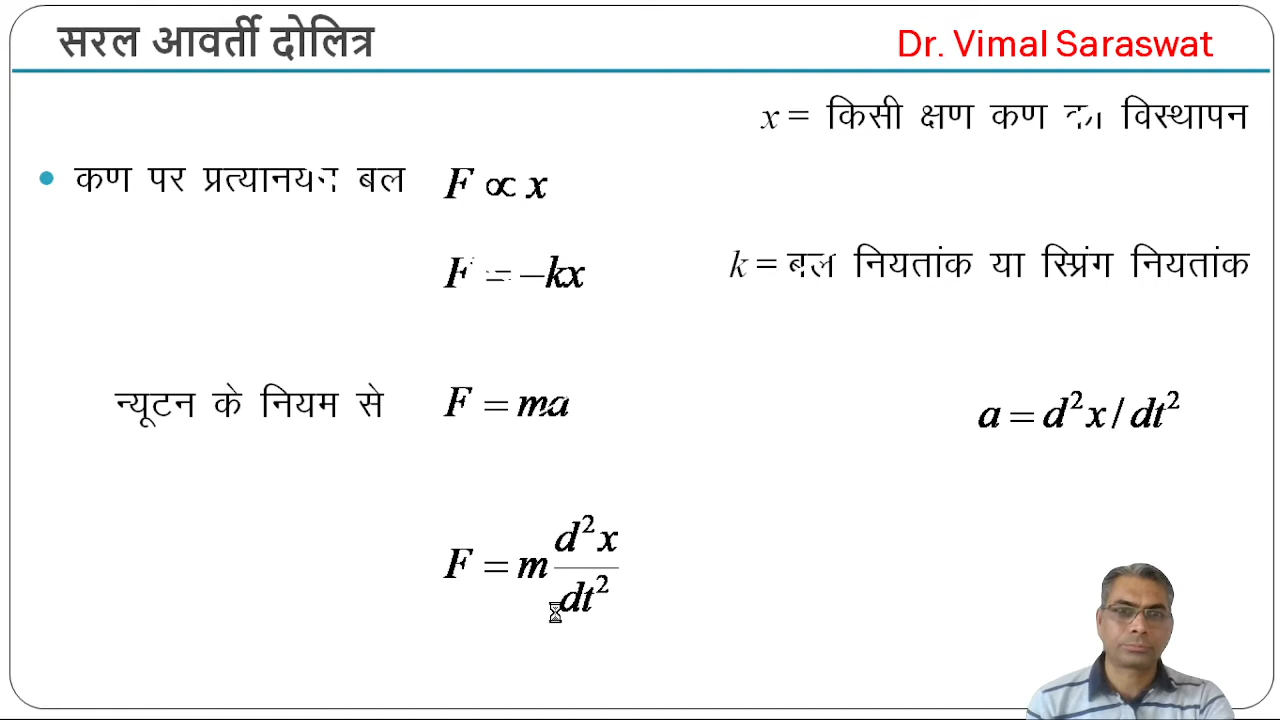 सरल आवर्ती दोलित्र
Dr. Vimal Saraswat
x = किसी क्षण कण का विस्थापन
• कण पर प्रत्यानयन बल F ∝ x
F = −kx
k = बल नियतांक या स्प्रिंग नियतांक
न्यूटन के नियम से F = ma
a = d²x / dt²
F = m d²x/dt²